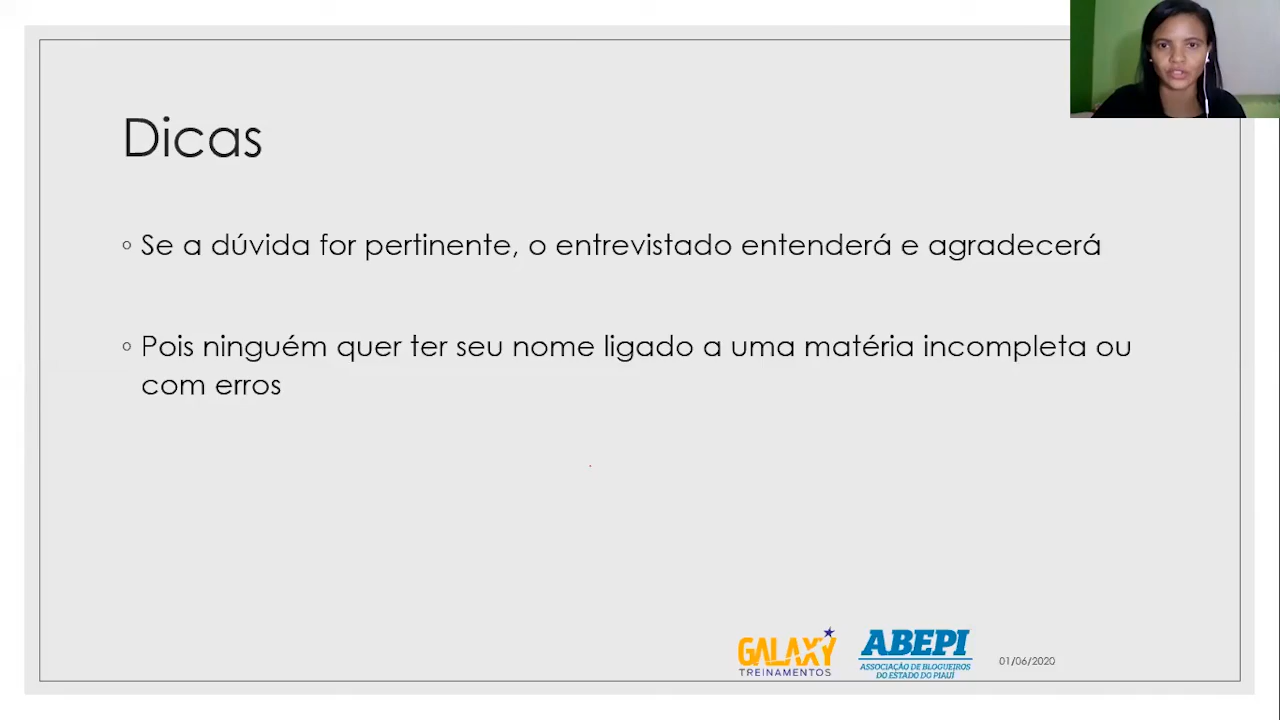 Dicas
◦ Se a dúvida for pertinente, o entrevistado entenderá e agradecerá
◦ Pois ninguém quer ter seu nome ligado a uma matéria incompleta ou
com erros
GALAXY
TREINAMENTOS
ABEPI
ASSOCIAÇÃO DE BLOGUEIROS
DO ESTADO DO PIAUÍ
01/06/2020